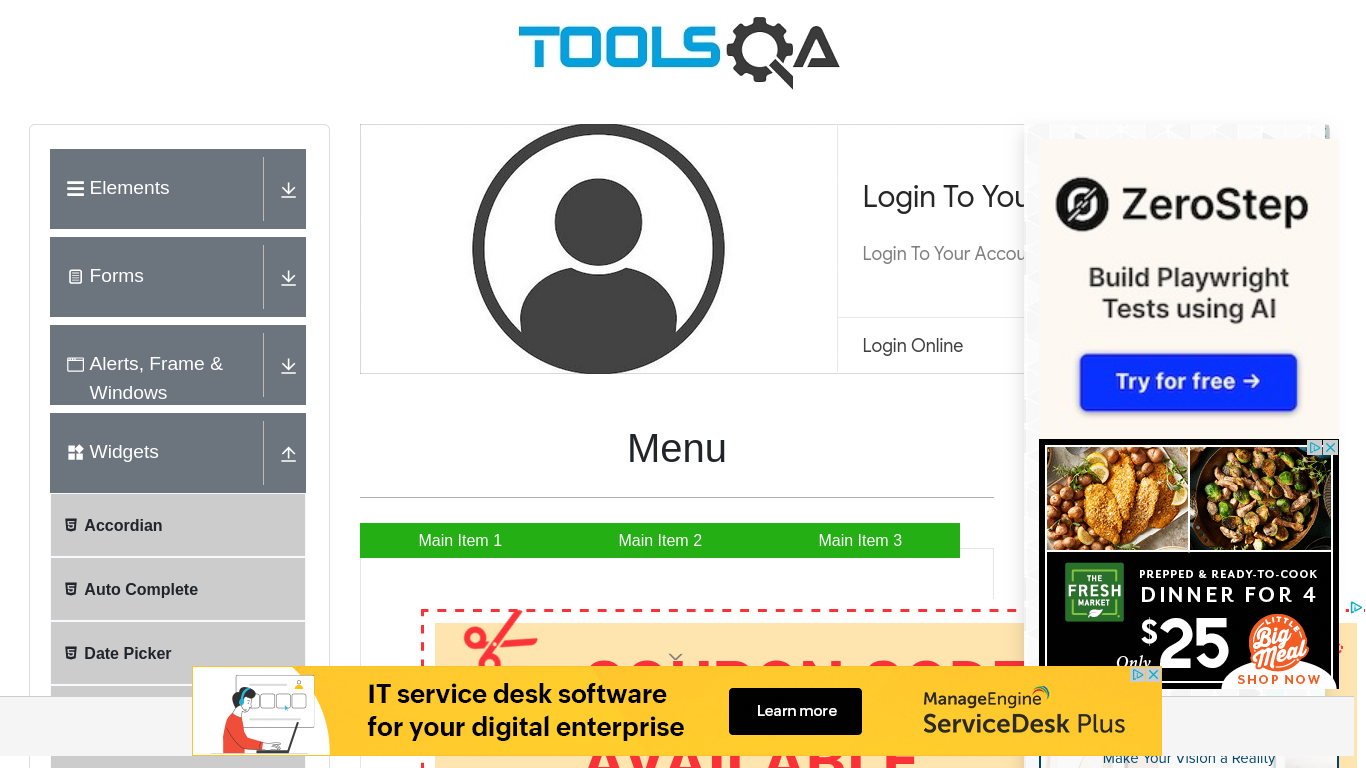 TOOLSQA
Elements
Forms
Alerts, Frame &
Windows
Widgets
Accordian
Auto Complete
Date Picker
Login To You
Login To Your Accou
Login Online
Menu
Main Item 1
Main Item 2
Main Item 3
COUPON CODE
AVAILABLE
ZeroStep
Build Playwright
Tests using AI
Try for free →
THE
FRESH
MARKET
PREPPED & READY-TO-COOK
DINNER FOR 4
Only
$25
LITTLE
Big
Meal
SHOP NOW
Make Your Vision a Reality
IT service desk software
for your digital enterprise
Learn more
ManageEngine
ServiceDesk Plus